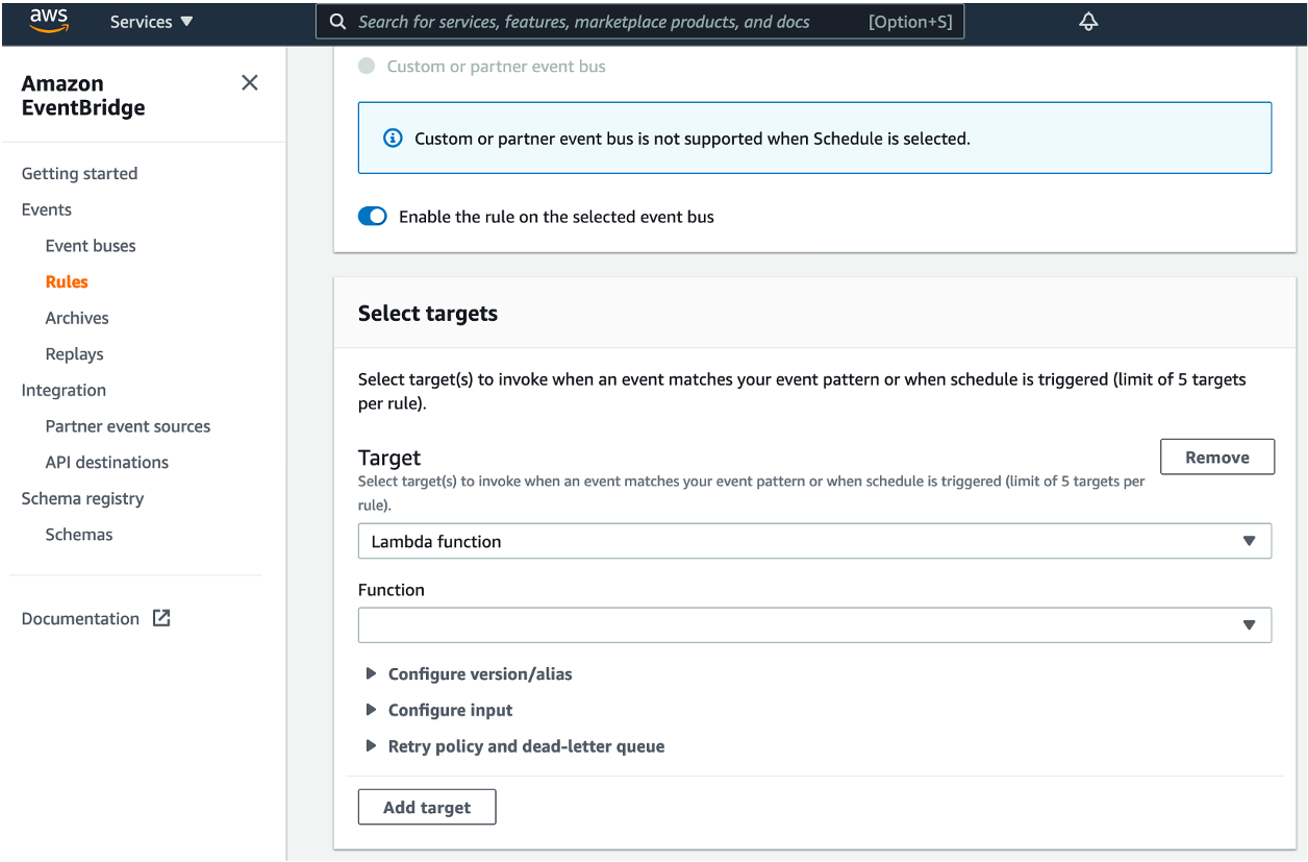 aws
Services
Search for services, features, marketplace products, and docs
[Option+S]
Amazon
EventBridge
Getting started
Events
Event buses
Rules
Archives
Replays
Integration
Partner event sources
API destinations
Schema registry
Schemas
Documentation
Custom or partner event bus
Custom or partner event bus is not supported when Schedule is selected.
Enable the rule on the selected event bus
Select targets
Select target(s) to invoke when an event matches your event pattern or when schedule is triggered (limit of 5 targets
per rule).
Target
Remove
Select target(s) to invoke when an event matches your event pattern or when schedule is triggered (limit of 5 targets per
rule).
Lambda function
Function
Configure version/alias
Configure input
Retry policy and dead-letter queue
Add target